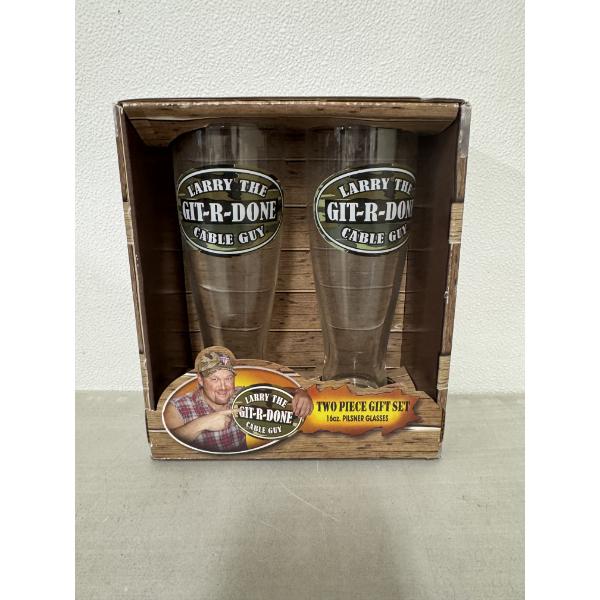 LARRY THE
GIT-R-DONE
CABLE GUY
LARRY THE
GIT-R-DONE
CABLE GUY
LARRY THE
GIT-R-DONE
CABLE GUY
TWO PIECE GIFT SET
16oz. PILSNER GLASSES